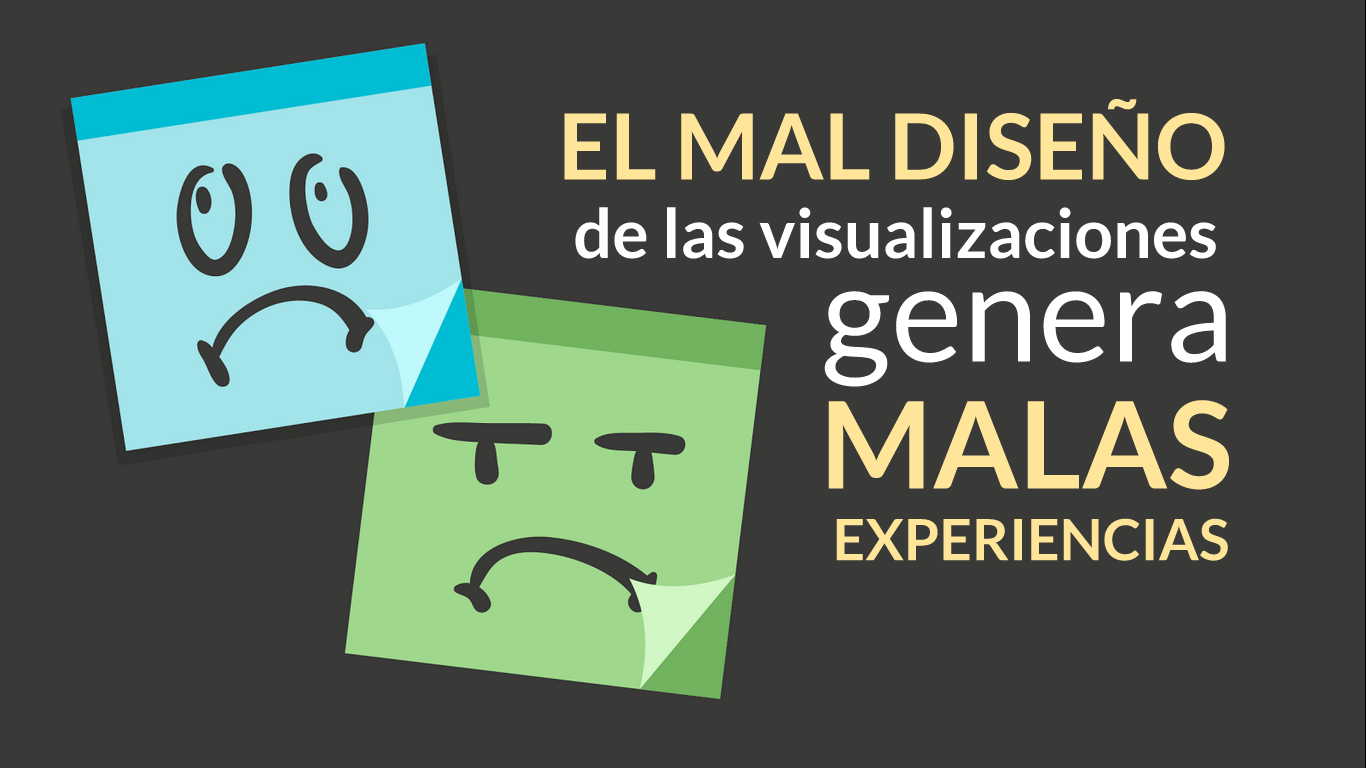 EL MAL DISEÑO
de las visualizaciones
genera
MALAS
EXPERIENCIAS